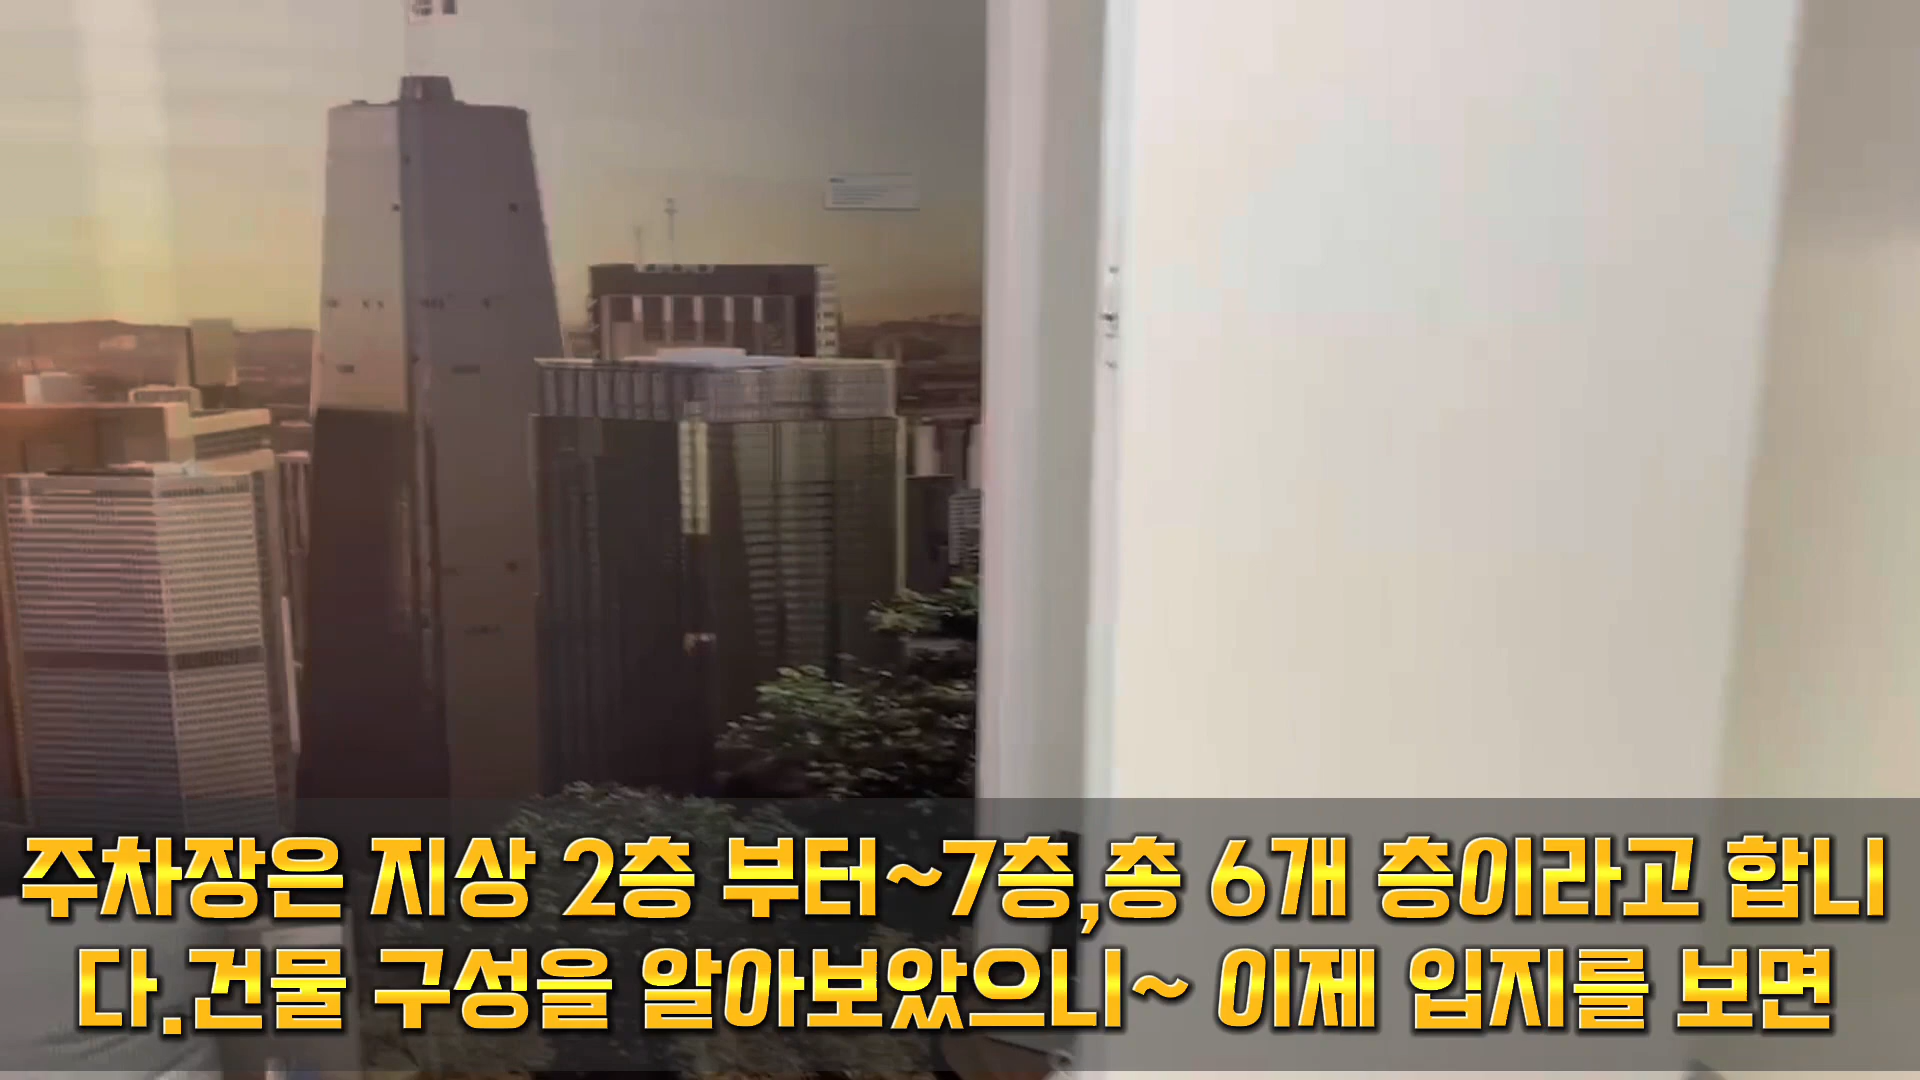 주차장은 지상 2층 부터~7층,총 6개 층이라고 합니
다.건물 구성을 알아보았으니~ 이제 입지를 보면